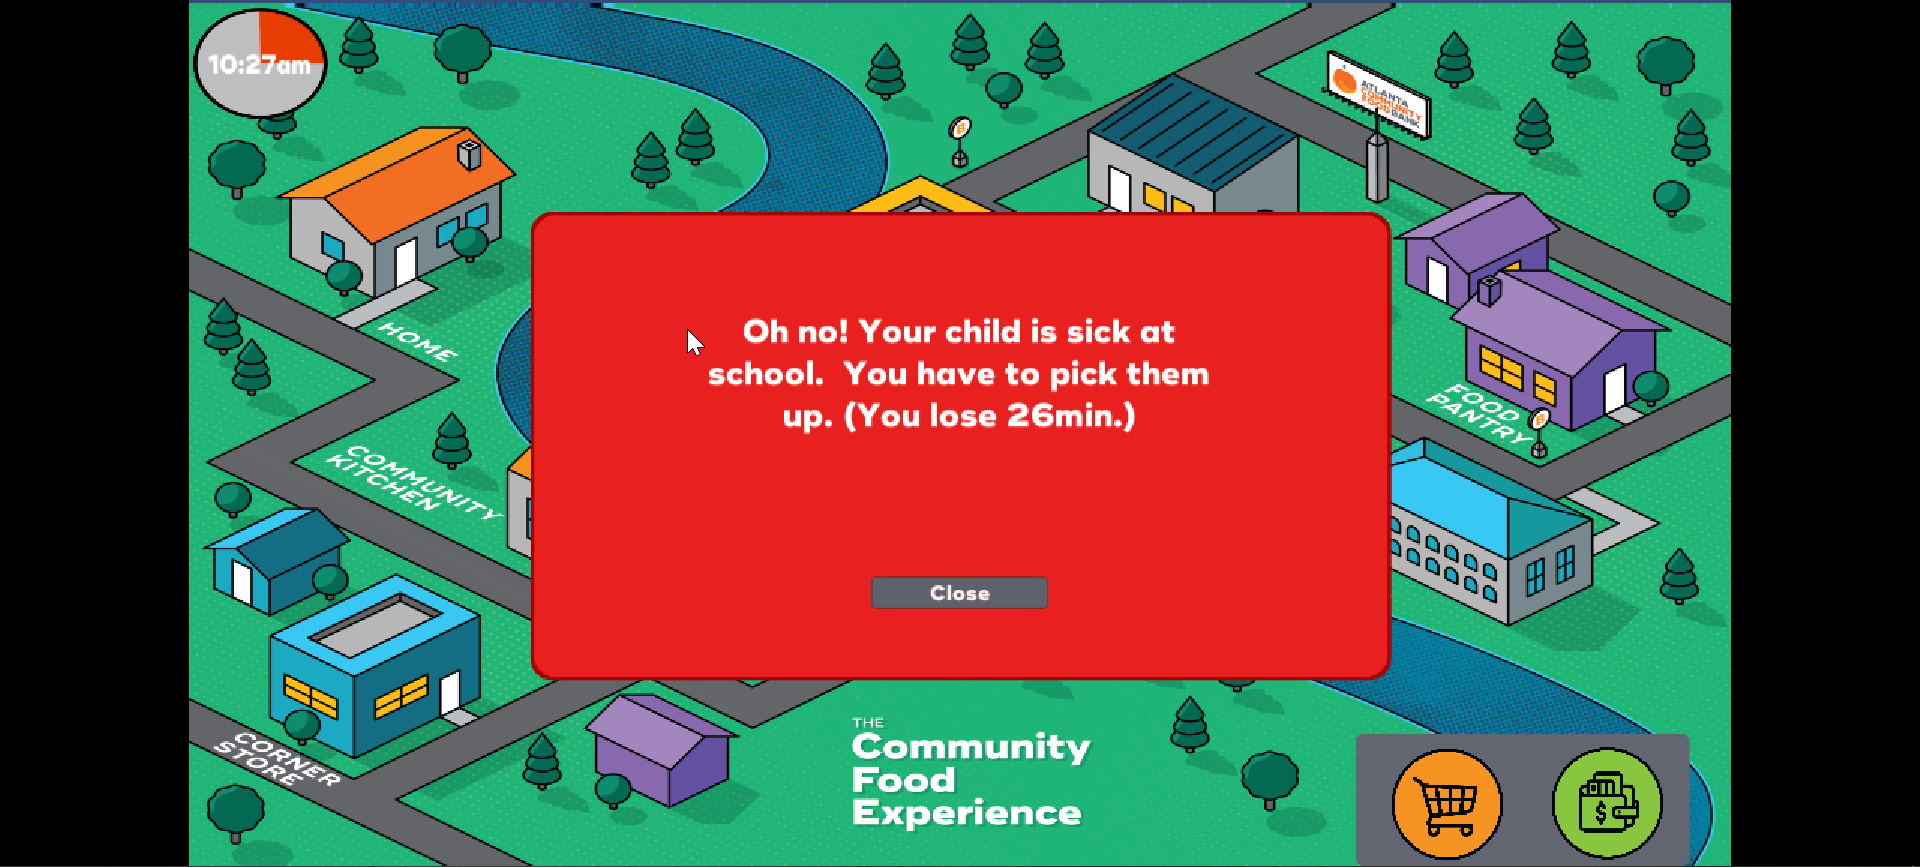 10:27am
ATLANTA
COMMUNITY
FOOD BANK
HOME
Oh no! Your child is sick at
school.  You have to pick them
up. (You lose 26min.)
FOOD
PANTRY
COMMUNITY
KITCHEN
Close
CORNER
STORE
THE
Community
Food
Experience
$